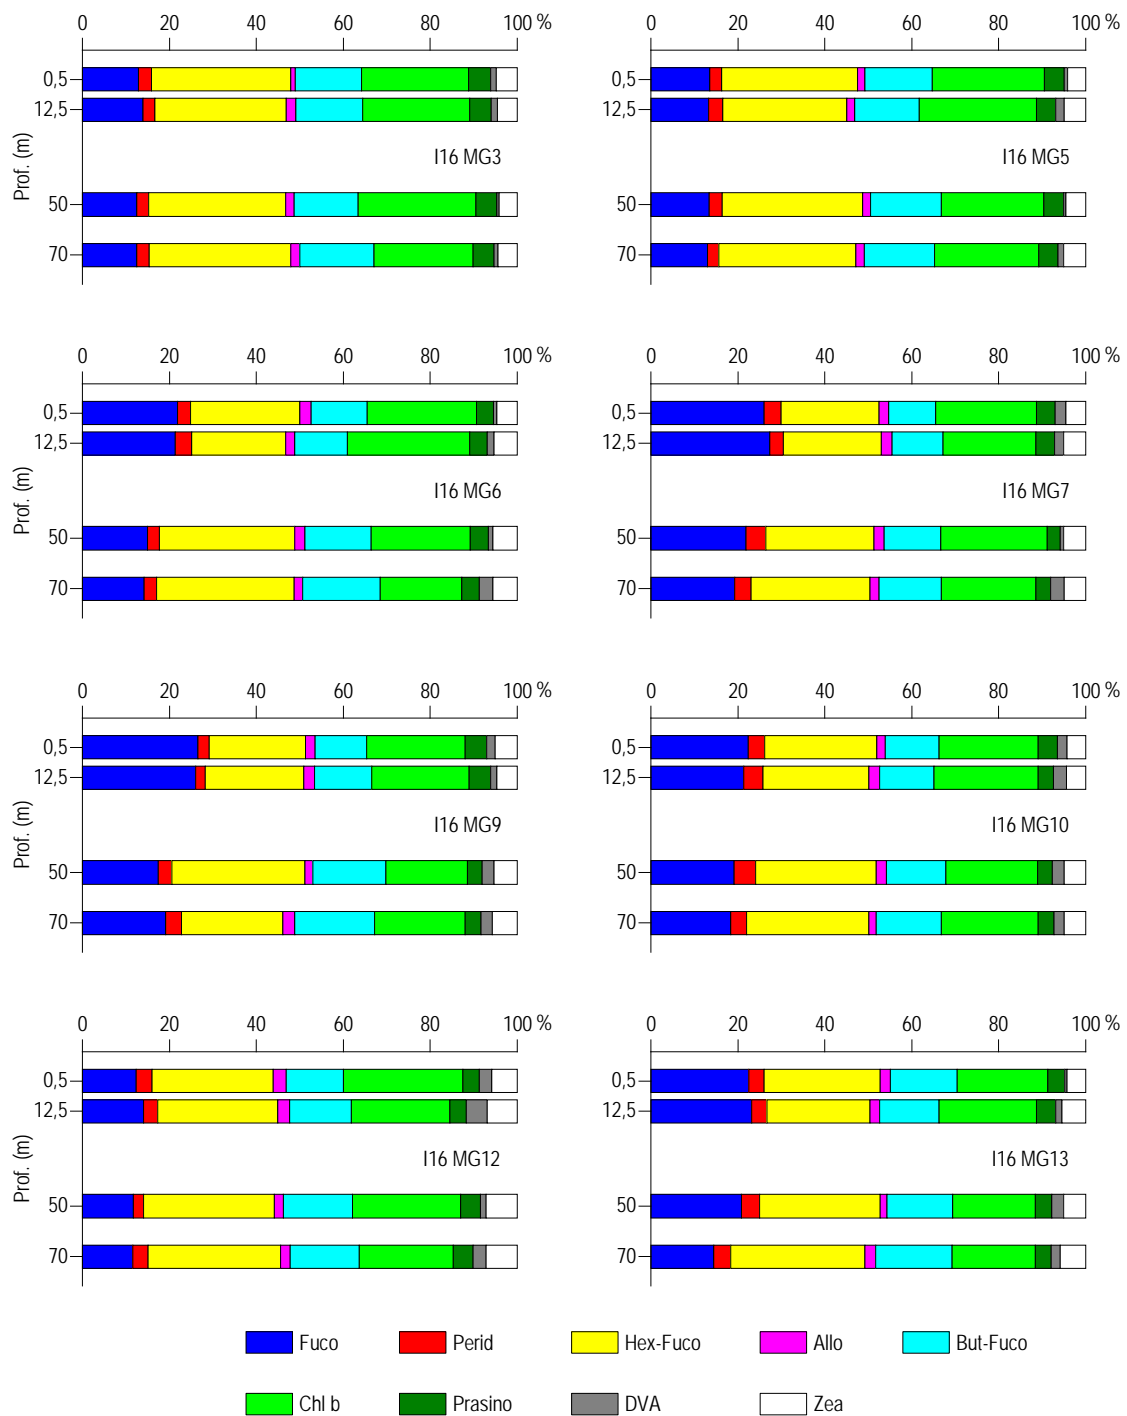 0 20 40 60 80 100 % 0 20 40 60 80 100 %
0,5 0,5
12,5 12,5
Prof. (m) I16 MG3 I16 MG5
50 50
70 70
0 20 40 60 80 100 % 0 20 40 60 80 100 %
0,5 0,5
12,5 12,5
Prof. (m) I16 MG6 I16 MG7
50 50
70 70
0 20 40 60 80 100 % 0 20 40 60 80 100 %
0,5 0,5
12,5 12,5
Prof. (m) I16 MG9 I16 MG10
50 50
70 70
0 20 40 60 80 100 % 0 20 40 60 80 100 %
0,5 0,5
12,5 12,5
Prof. (m) I16 MG12 I16 MG13
50 50
70 70
Fuco Perid Hex-Fuco Allo But-Fuco
Chl b Prasino DVA Zea